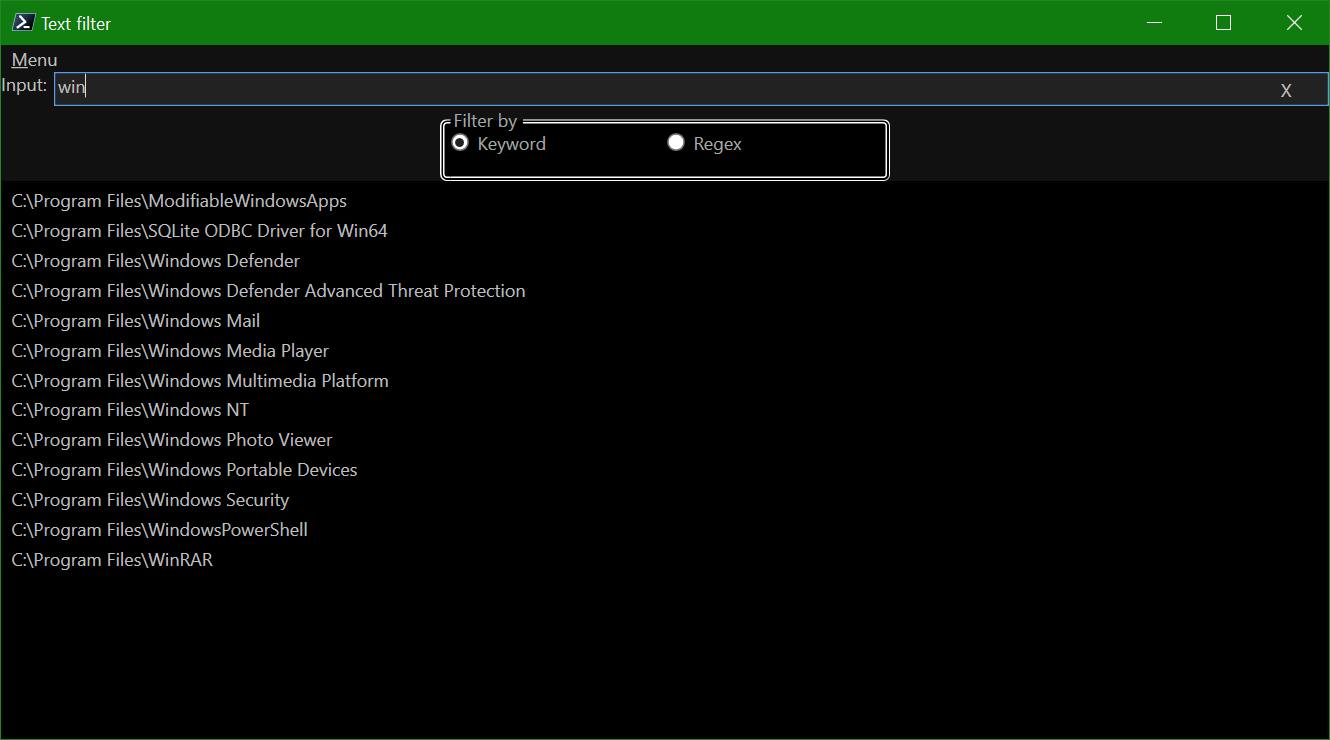 Text filter
Menu
Input: win X
Filter by
Keyword Regex
C:\Program Files\ModifiableWindowsApps
C:\Program Files\SQLite ODBC Driver for Win64
C:\Program Files\Windows Defender
C:\Program Files\Windows Defender Advanced Threat Protection
C:\Program Files\Windows Mail
C:\Program Files\Windows Media Player
C:\Program Files\Windows Multimedia Platform
C:\Program Files\Windows NT
C:\Program Files\Windows Photo Viewer
C:\Program Files\Windows Portable Devices
C:\Program Files\Windows Security
C:\Program Files\WindowsPowerShell
C:\Program Files\WinRAR